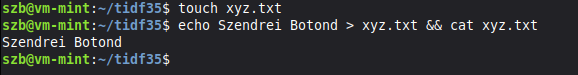 szb@vm-mint:~/tidf35$ touch xyz.txt
szb@vm-mint:~/tidf35$ echo Szendrei Botond > xyz.txt && cat xyz.txt
Szendrei Botond
szb@vm-mint:~/tidf35$